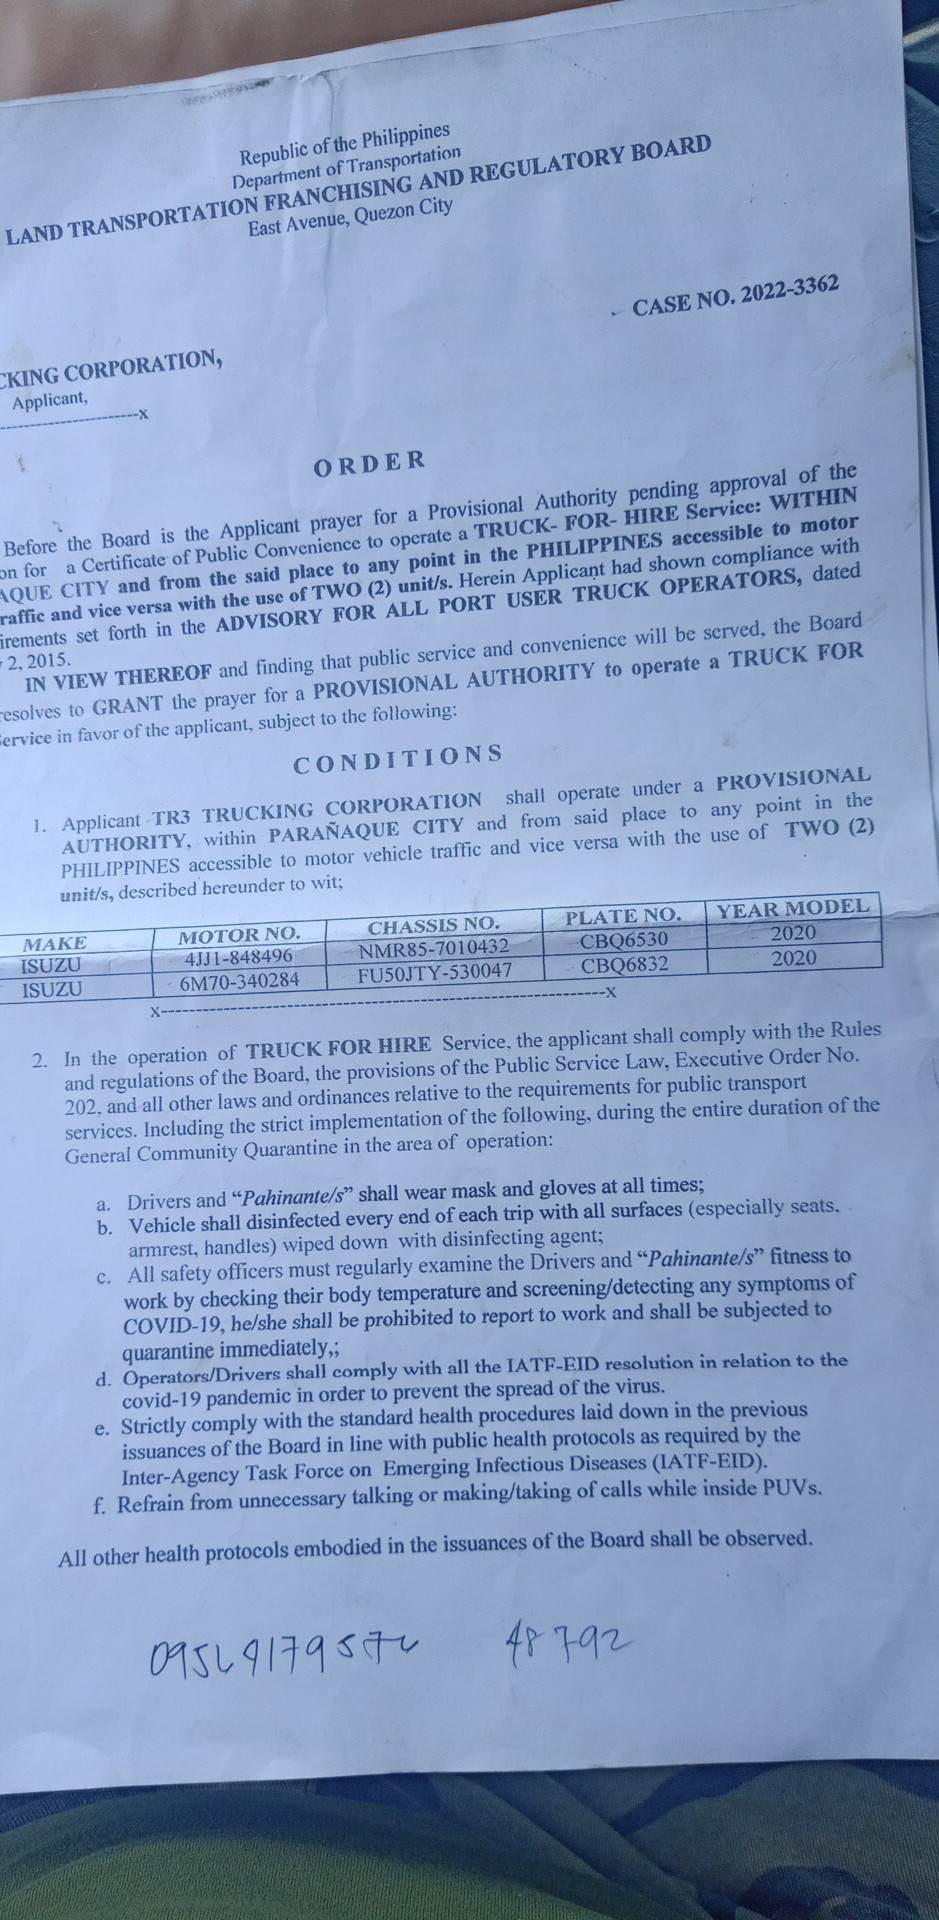 Republic of the Philippines
Department of Transportation
LAND TRANSPORTATION FRANCHISING AND REGULATORY BOARD
East Avenue, Quezon City
CASE NO. 2022-3362
CKING CORPORATION,
Applicant,
-----------------------x
O R D E R
Before the Board is the Applicant prayer for a Provisional Authority pending approval of the
on for a Certificate of Public Convenience to operate a TRUCK- FOR- HIRE Service: WITHIN
AQUE CITY and from the said place to any point in the PHILIPPINES accessible to motor
raffic and vice versa with the use of TWO (2) unit/s. Herein Applicant had shown compliance with
irements set forth in the ADVISORY FOR ALL PORT USER TRUCK OPERATORS, dated
2, 2015.
IN VIEW THEREOF and finding that public service and convenience will be served, the Board
resolves to GRANT the prayer for a PROVISIONAL AUTHORITY to operate a TRUCK FOR
Service in favor of the applicant, subject to the following:
C O N D I T I O N S
1. Applicant TR3 TRUCKING CORPORATION shall operate under a PROVISIONAL
AUTHORITY, within PARAÑAQUE CITY and from said place to any point in the
PHILIPPINES accessible to motor vehicle traffic and vice versa with the use of TWO (2)
unit/s, described hereunder to wit;
MAKE MOTOR NO. CHASSIS NO. PLATE NO. YEAR MODEL
ISUZU 4JJ1-848496 NMR85-7010432 CBQ6530 2020
ISUZU 6M70-340284 FU50JTY-530047 CBQ6832 2020
x---------------------------------------------------------------x
2. In the operation of TRUCK FOR HIRE Service, the applicant shall comply with the Rules
and regulations of the Board, the provisions of the Public Service Law, Executive Order No.
202, and all other laws and ordinances relative to the requirements for public transport
services. Including the strict implementation of the following, during the entire duration of the
General Community Quarantine in the area of operation:
a. Drivers and “Pahinante/s” shall wear mask and gloves at all times;
b. Vehicle shall disinfected every end of each trip with all surfaces (especially seats,
armrest, handles) wiped down with disinfecting agent;
c. All safety officers must regularly examine the Drivers and “Pahinante/s” fitness to
work by checking their body temperature and screening/detecting any symptoms of
COVID-19, he/she shall be prohibited to report to work and shall be subjected to
quarantine immediately,;
d. Operators/Drivers shall comply with all the IATF-EID resolution in relation to the
covid-19 pandemic in order to prevent the spread of the virus.
e. Strictly comply with the standard health procedures laid down in the previous
issuances of the Board in line with public health protocols as required by the
Inter-Agency Task Force on Emerging Infectious Diseases (IATF-EID).
f. Refrain from unnecessary talking or making/taking of calls while inside PUVs.
All other health protocols embodied in the issuances of the Board shall be observed.
48792